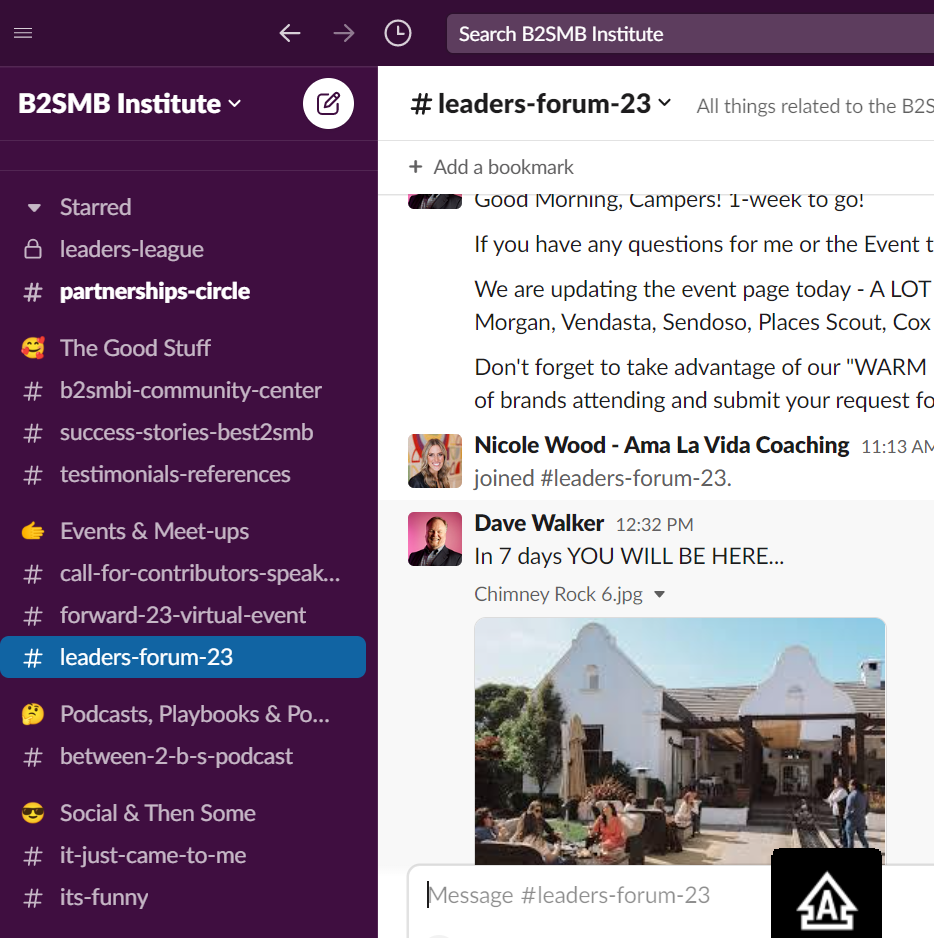 Search B2SMB Institute
B2SMB Institute
Starred
leaders-league
# partnerships-circle
The Good Stuff
# b2smbi-community-center
# success-stories-best2smb
# testimonials-references
Events & Meet-ups
# call-for-contributors-speak...
# forward-23-virtual-event
# leaders-forum-23
Podcasts, Playbooks & Po...
# between-2-b-s-podcast
Social & Then Some
# it-just-came-to-me
# its-funny
# leaders-forum-23
All things related to the B2S
+ Add a bookmark
Good Morning, Campers! 1-week to go!
If you have any questions for me or the Event t
We are updating the event page today - A LOT
Morgan, Vendasta, Sendoso, Places Scout, Cox
Don't forget to take advantage of our "WARM
of brands attending and submit your request fo
Nicole Wood - Ama La Vida Coaching 11:13 AM
joined #leaders-forum-23.
Dave Walker 12:32 PM
In 7 days YOU WILL BE HERE...
Chimney Rock 6.jpg
Message #leaders-forum-23
A